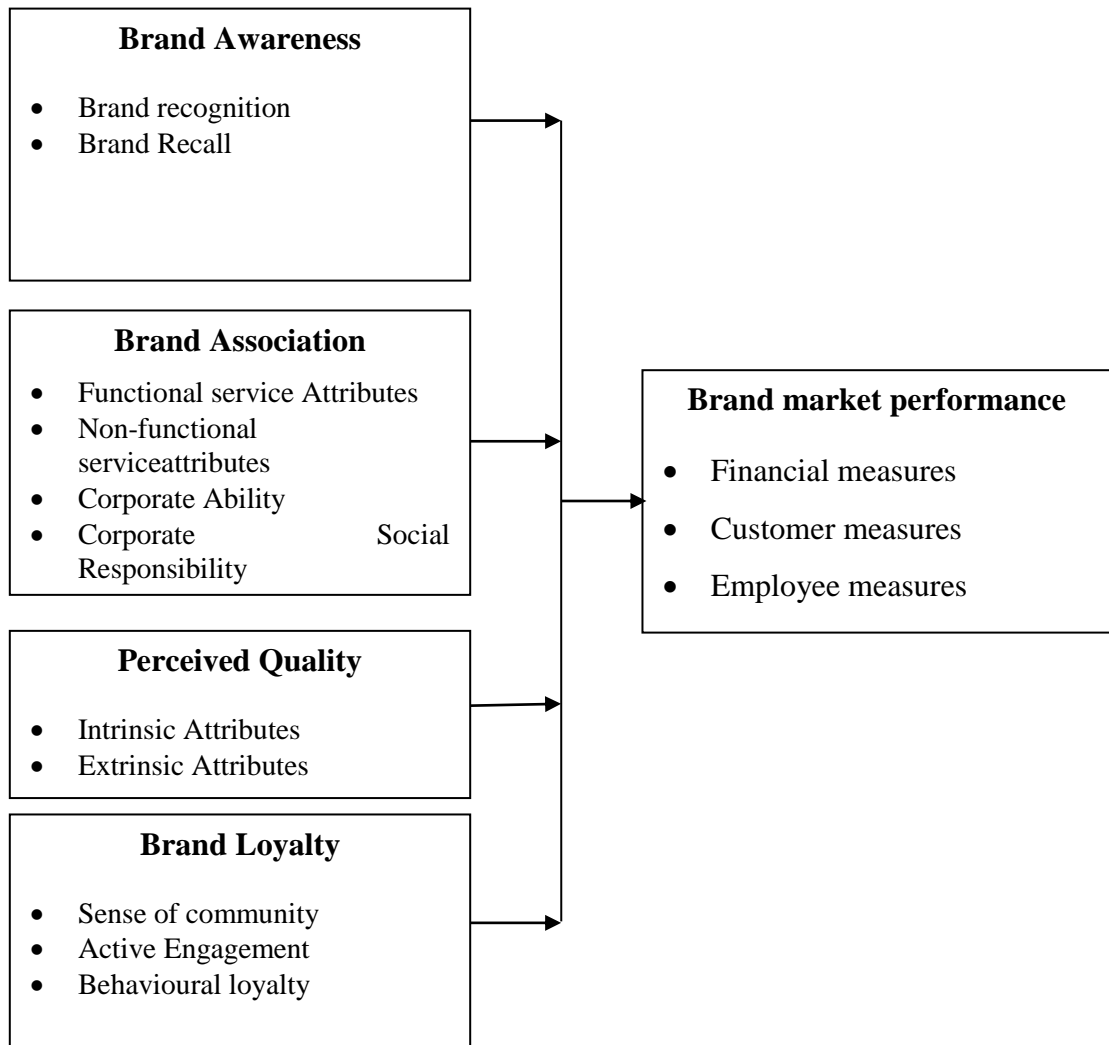 Brand Awareness
• Brand recognition
• Brand Recall
Brand Association
• Functional service Attributes
• Non-functional
serviceattributes
• Corporate Ability
• Corporate Social
Responsibility
Perceived Quality
• Intrinsic Attributes
• Extrinsic Attributes
Brand Loyalty
• Sense of community
• Active Engagement
• Behavioural loyalty
Brand market performance
• Financial measures
• Customer measures
• Employee measures